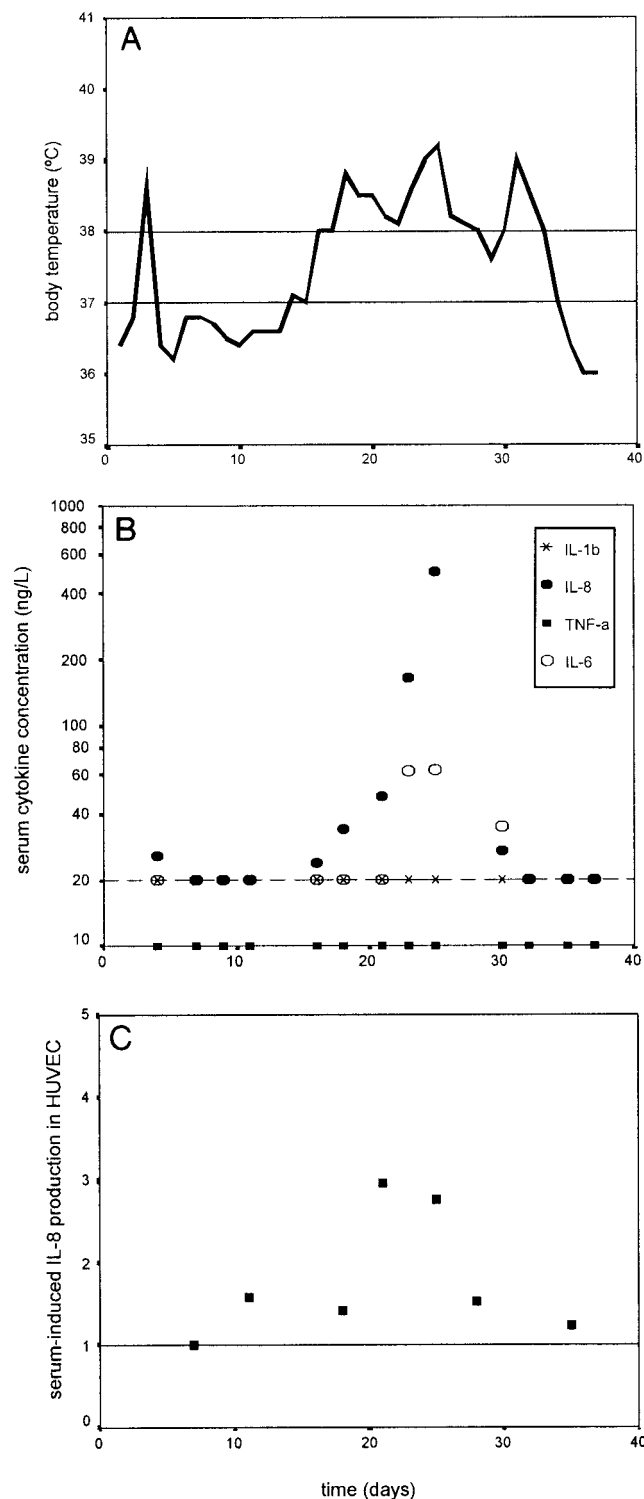 A
body temperature (ºC)
41
40
39
38
37
36
35
0 10 20 30 40
B
serum cytokine concentration (ng/L)
1000
800
600
400
200
100
80
60
40
20
10
IL-1b
IL-8
TNF-a
IL-6
0 10 20 30 40
C
serum-induced IL-8 production in HUVEC
5
4
3
2
1
0
0 10 20 30 40
time (days)